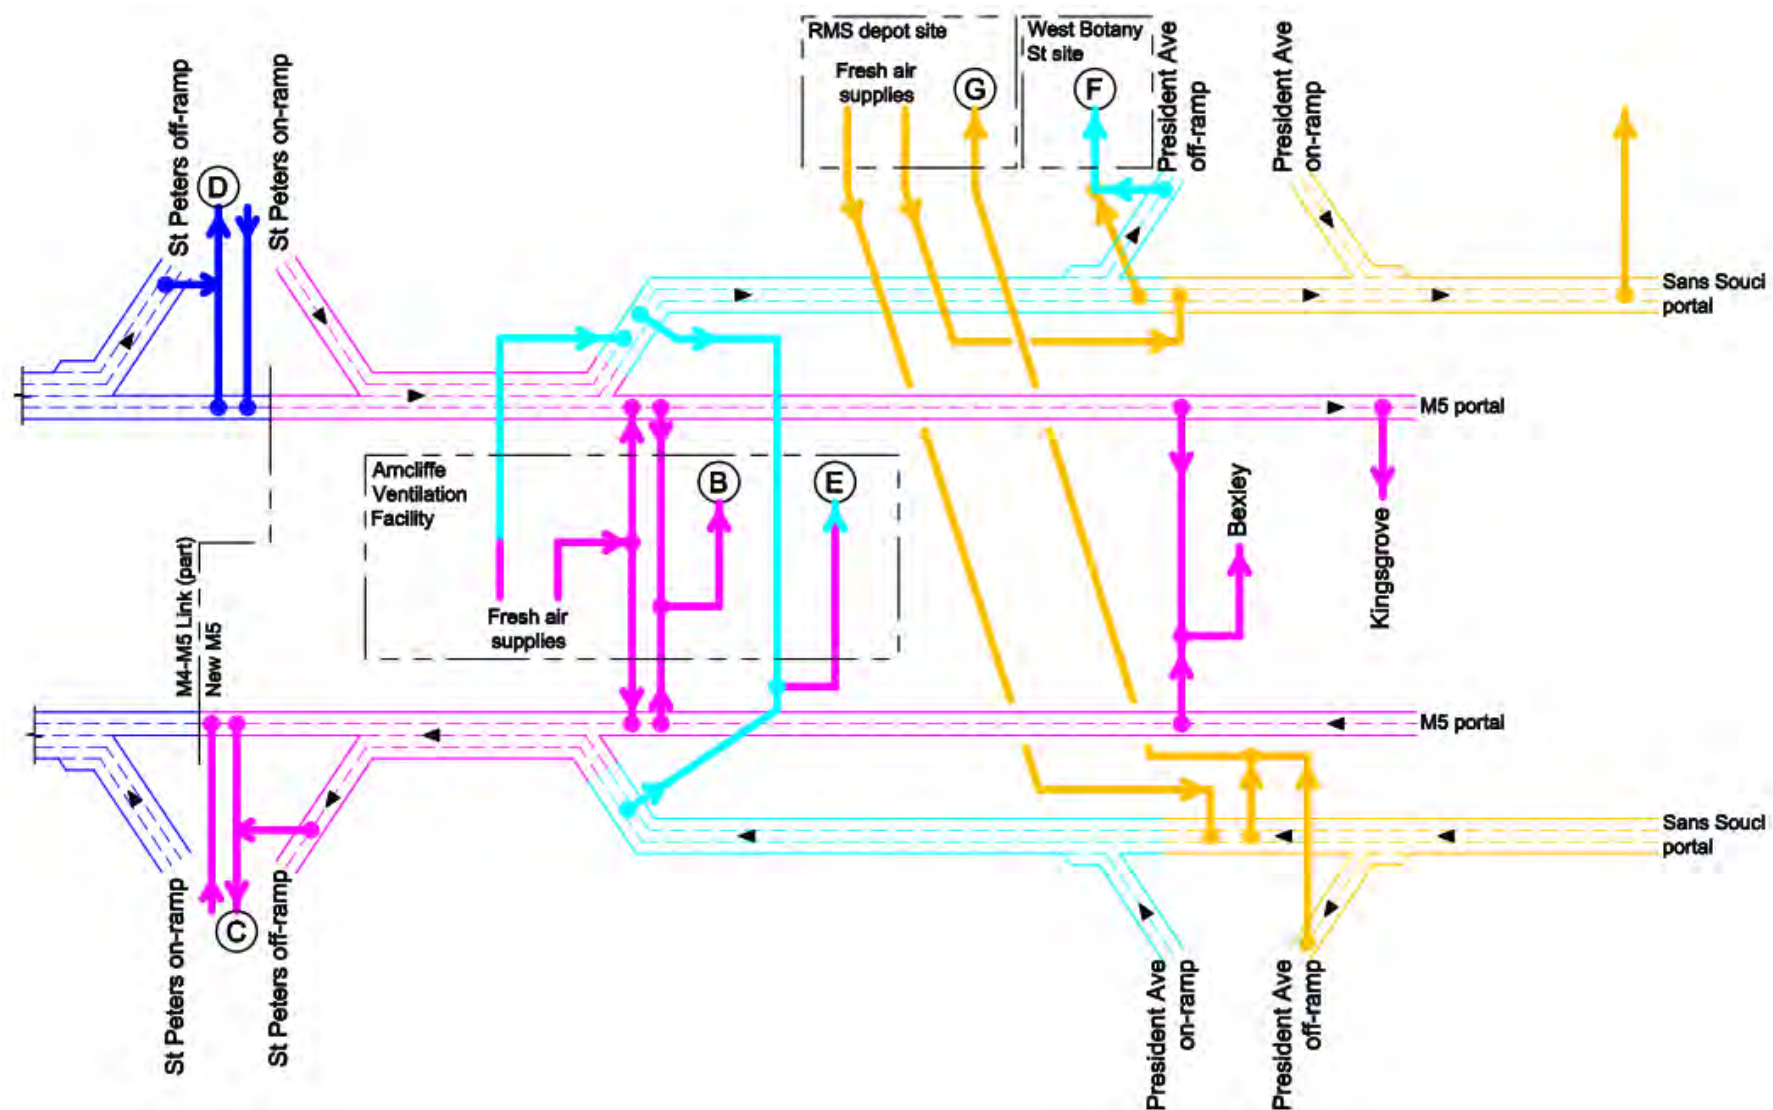 RMS depot site
Fresh air
supplies
G
West Botany
St site
F
President Ave
off-ramp
President Ave
on-ramp
St Peters off-ramp
D
St Peters on-ramp
Sans Souci
portal
M5 portal
Arncliffe
Ventilation
Facility
B
E
Fresh air
supplies
Bexley
Kingsgrove
M4-M5 Link (part)
New M5
M5 portal
Sans Souci
portal
St Peters on-ramp
C
St Peters off-ramp
President Ave
on-ramp
President Ave
off-ramp